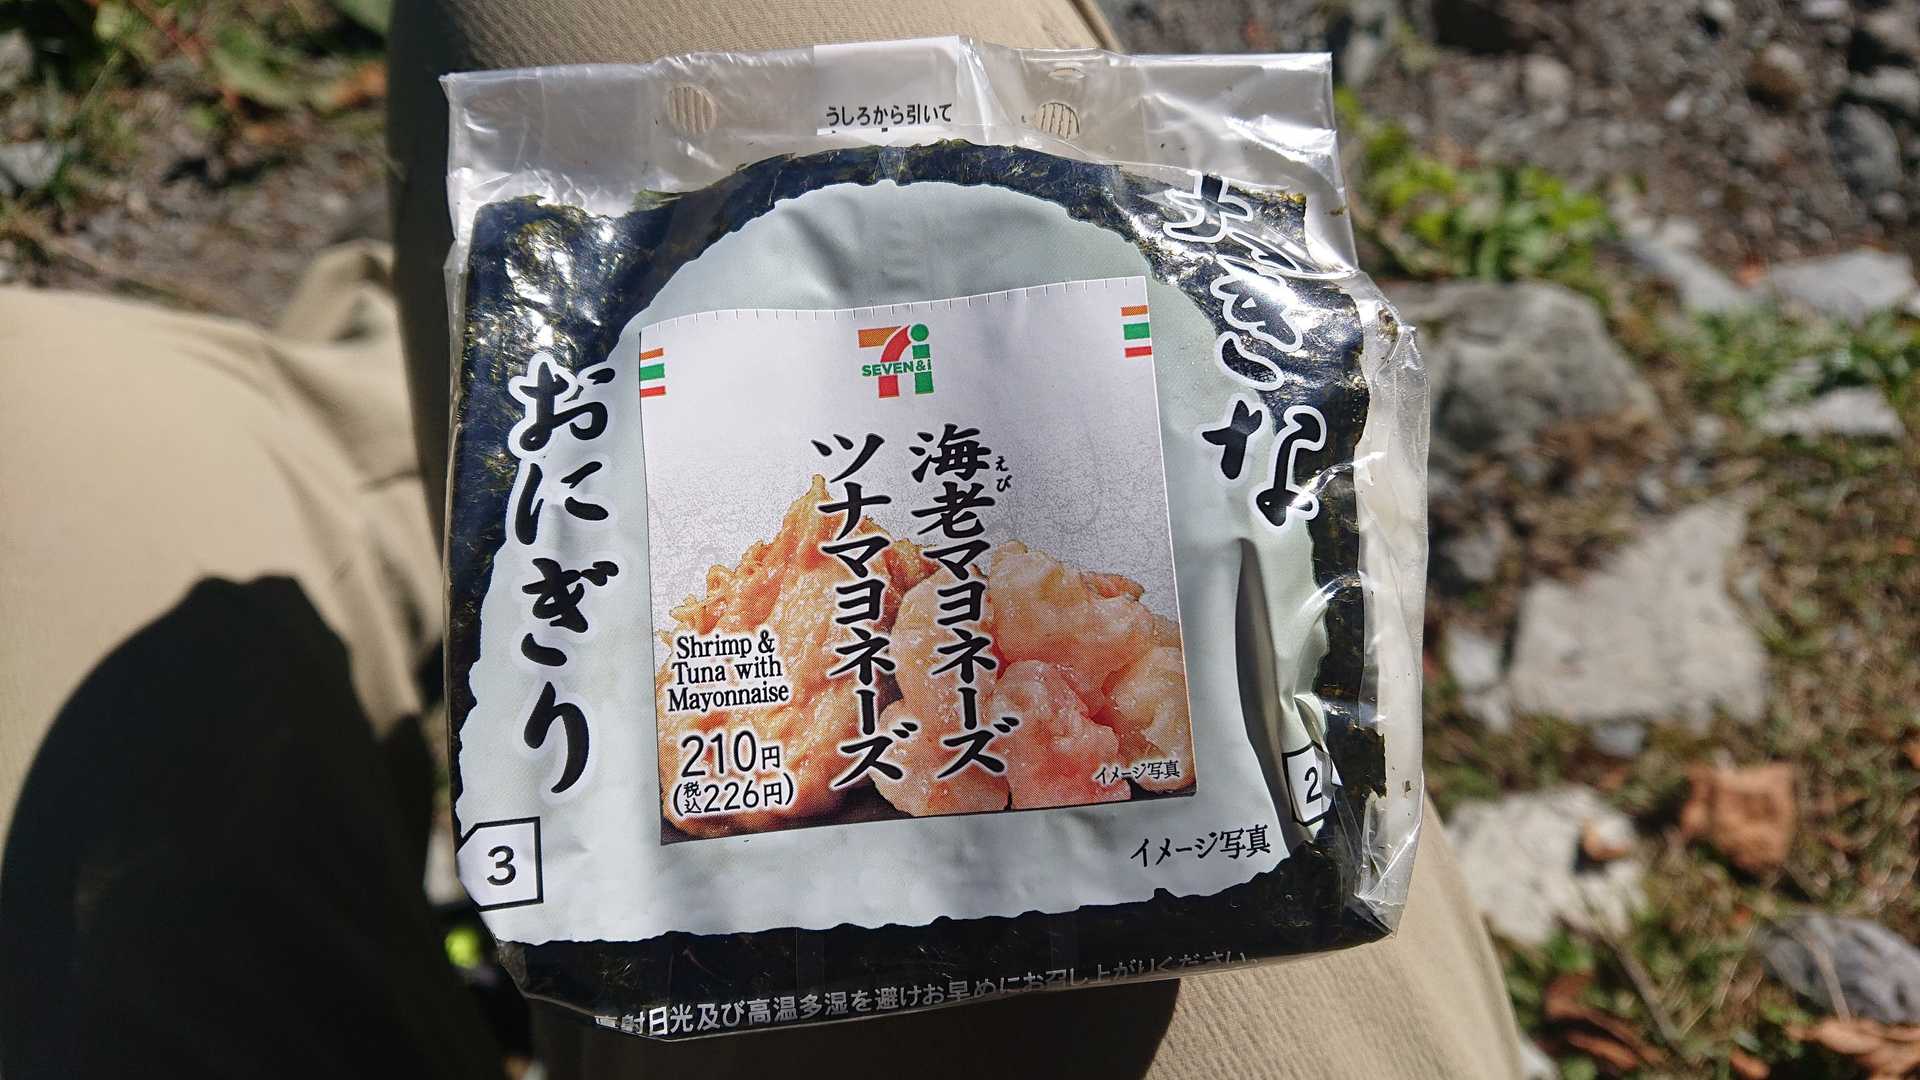 うしろから引いて
大きな
おにぎり
SEVEN&i
海老マヨネーズ
えび
ツナマヨネーズ
Shrimp &
Tuna with
Mayonnaise
210円
(税込226円)
イメージ写真
イメージ写真
2
3
直射日光及び高温多湿を避けお早めにお召し上がりください。